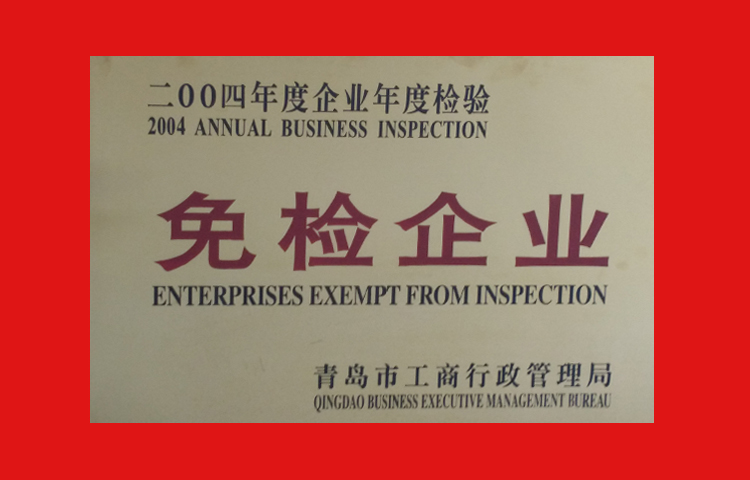 二00四年度企业年度检验
2004 ANNUAL BUSINESS INSPECTION
免检企业
ENTERPRISES EXEMPT FROM INSPECTION
青岛市工商行政管理局
QINGDAO BUSINESS EXECUTIVE MANAGEMENT BUREAU